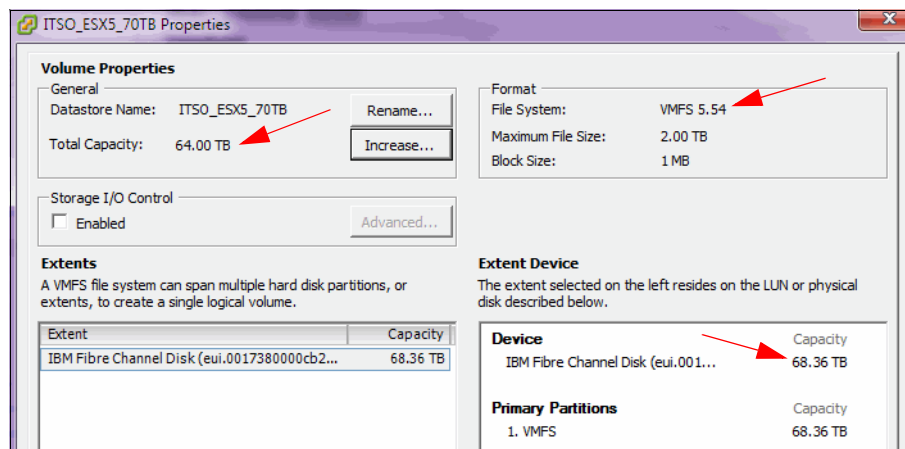 ITSO_ESX5_70TB Properties
Volume Properties
General
Datastore Name: ITSO_ESX5_70TB Rename...
Total Capacity: 64.00 TB Increase...
Format
File System: VMFS 5.54
Maximum File Size: 2.00 TB
Block Size: 1 MB
Storage I/O Control
Enabled Advanced...
Extents
A VMFS file system can span multiple hard disk partitions, or
extents, to create a single logical volume.
Extent Capacity
IBM Fibre Channel Disk (eui.0017380000cb2... 68.36 TB
Extent Device
The extent selected on the left resides on the LUN or physical
disk described below.
Device Capacity
IBM Fibre Channel Disk (eui.001... 68.36 TB
Primary Partitions Capacity
1. VMFS 68.36 TB